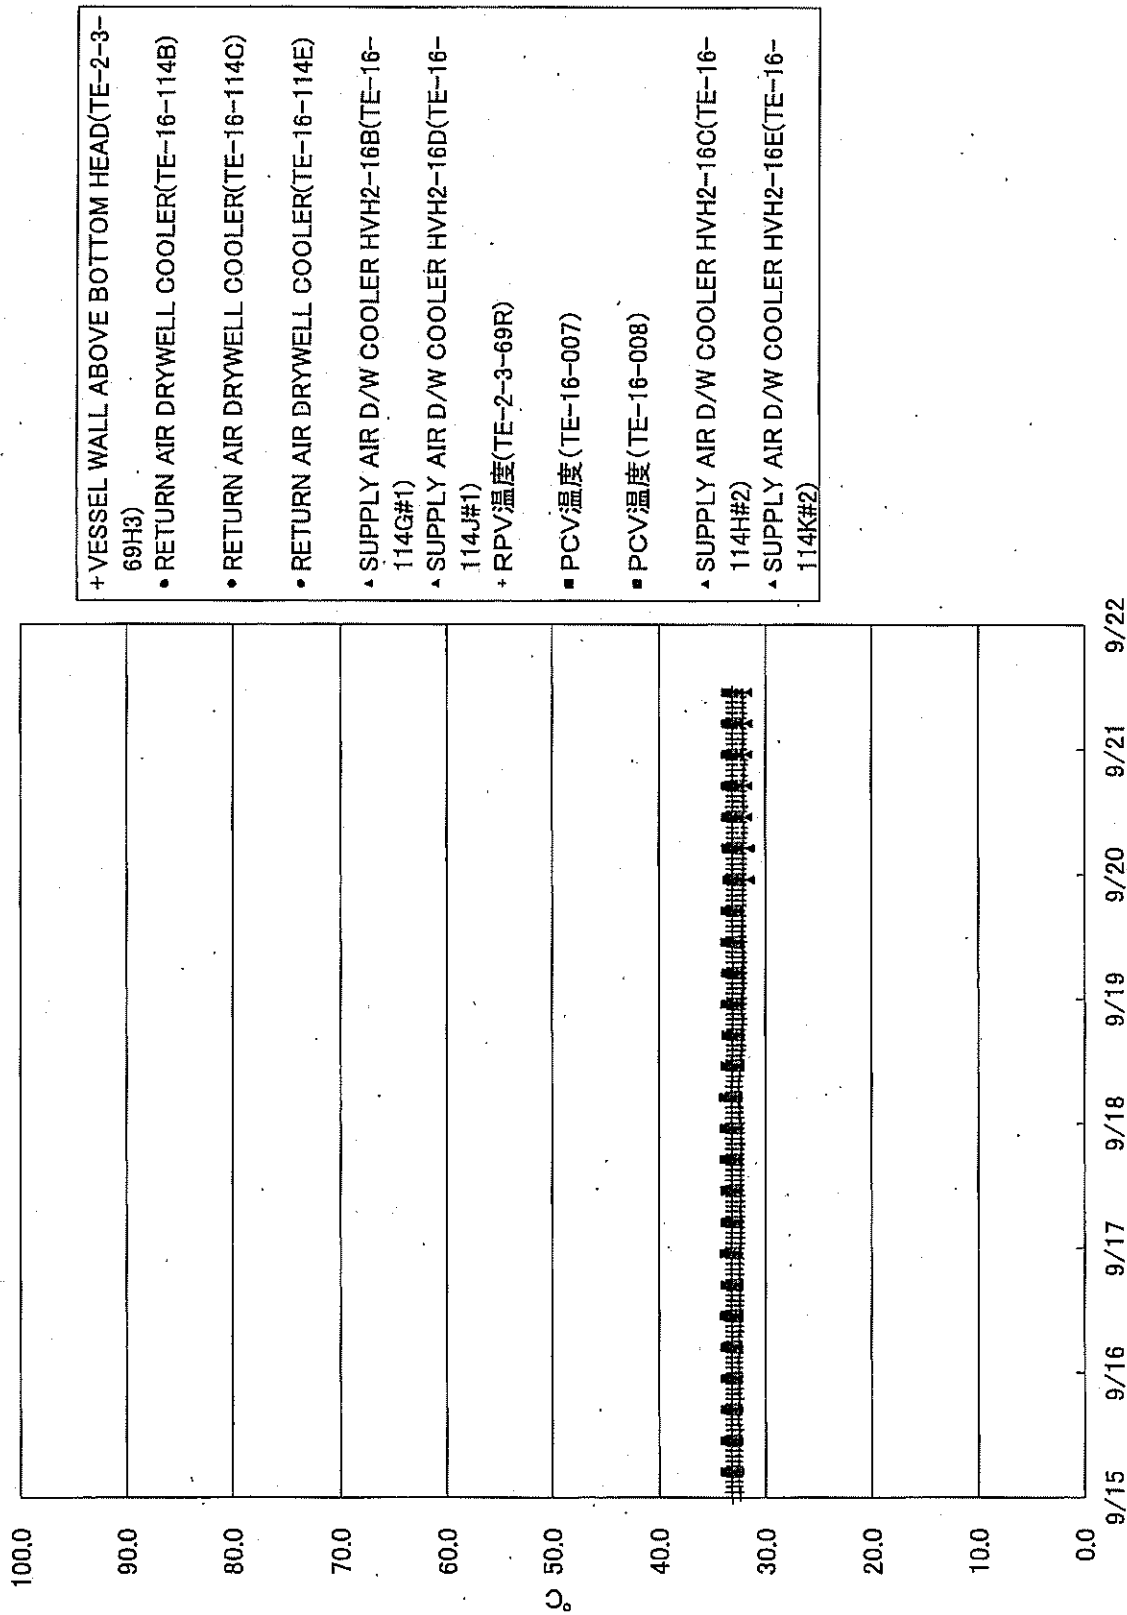 100.0
90.0
80.0
70.0
60.0
50.0
40.0
30.0
20.0
10.0
0.0
℃
9/15
9/16
9/17
9/18
9/19
9/20
9/21
9/22
+ VESSEL WALL ABOVE BOTTOM HEAD(TE-2-3-
69H3)
● RETURN AIR DRYWELL COOLER(TE-16-114B)
● RETURN AIR DRYWELL COOLER(TE-16-114C)
● RETURN AIR DRYWELL COOLER(TE-16-114E)
▲ SUPPLY AIR D/W COOLER HVH2-16B(TE-16-
114G#1)
▲ SUPPLY AIR D/W COOLER HVH2-16D(TE-16-
114J#1)
+ RPV温度(TE-2-3-69R)
■ PCV温度(TE-16-007)
■ PCV温度(TE-16-008)
▲ SUPPLY AIR D/W COOLER HVH2-16C(TE-16-
114H#2)
▲ SUPPLY AIR D/W COOLER HVH2-16E(TE-16-
114K#2)